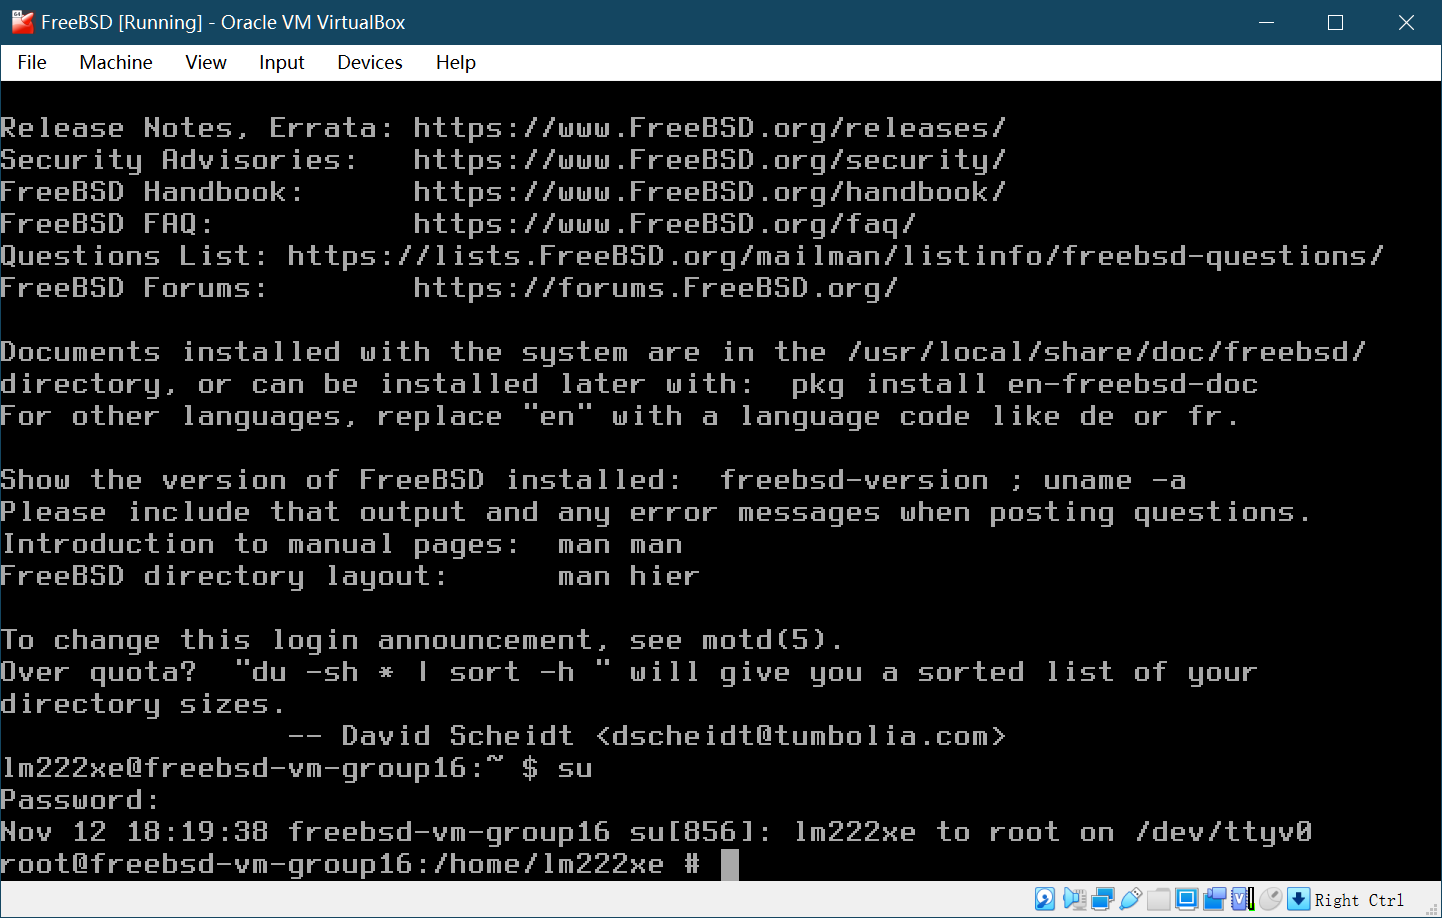 FreeBSD [Running] - Oracle VM VirtualBox
File Machine View Input Devices Help
Release Notes, Errata: https://www.FreeBSD.org/releases/
Security Advisories:   https://www.FreeBSD.org/security/
FreeBSD Handbook:      https://www.FreeBSD.org/handbook/
FreeBSD FAQ:           https://www.FreeBSD.org/faq/
Questions List: https://lists.FreeBSD.org/mailman/listinfo/freebsd-questions/
FreeBSD Forums:        https://forums.FreeBSD.org/
Documents installed with the system are in the /usr/local/share/doc/freebsd/
directory, or can be installed later with:  pkg install en-freebsd-doc
For other languages, replace "en" with a language code like de or fr.
Show the version of FreeBSD installed:  freebsd-version ; uname -a
Please include that output and any error messages when posting questions.
Introduction to manual pages:  man man
FreeBSD directory layout:      man hier
To change this login announcement, see motd(5).
Over quota?  "du -sh * | sort -h " will give you a sorted list of your
directory sizes.
-- David Scheidt <dscheidt@tumbolia.com>
lm222xe@freebsd-vm-group16:~ $ su
Password:
Nov 12 18:19:38 freebsd-vm-group16 su[856]: lm222xe to root on /dev/ttyv0
root@freebsd-vm-group16:/home/lm222xe #
Right Ctrl